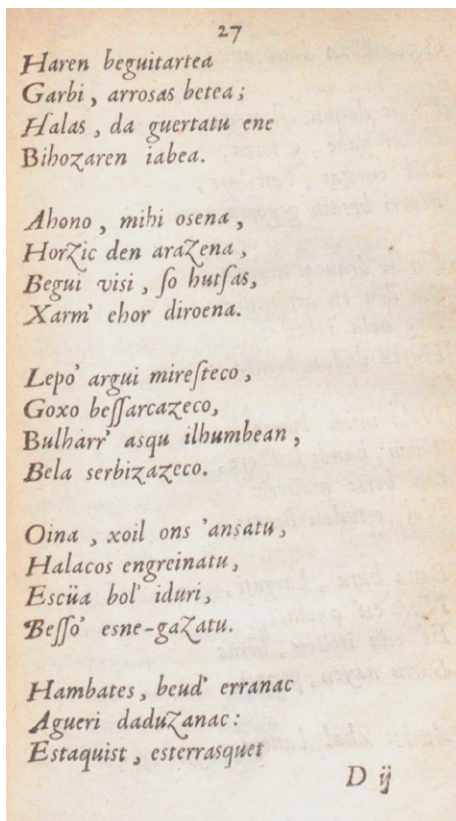 27
Haren beguitartea
Garbi, arrosas betea;
Halas, da guertatu ene
Bihozaren iabea.
Ahono, mihi osena,
Horzic den arazena,
Begui visi, ſo hutſas,
Xarm' ehor diroena.
Lepo' argui mireſteco,
Goxo beſſarcazeco,
Bulharr' asqu ilhumbean,
Bela serbizazeco.
Oina, xoil ons 'ansatu,
Halacos engreinatu,
Escüa bol' iduri,
Beſſo' esne-gazatu.
Hambates, beud' erranac
Agueri daduzanac:
Estaquist, esterrasquet
D ij